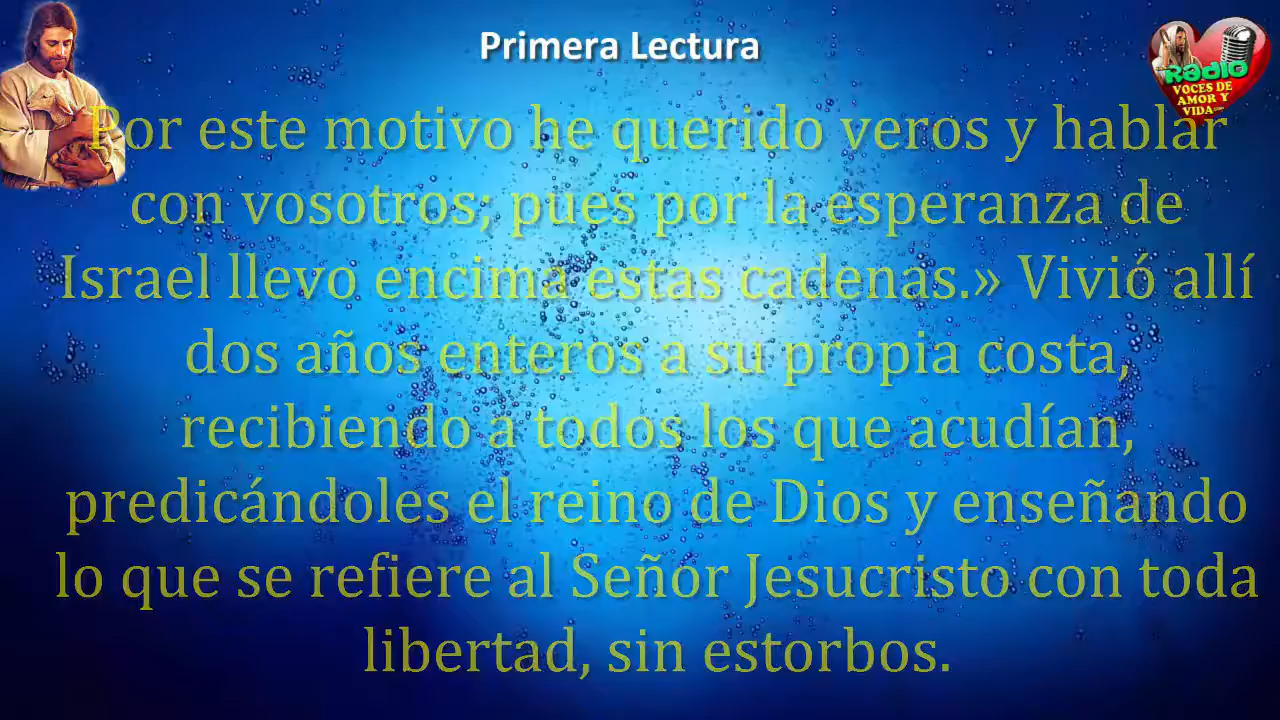 Primera Lectura
Radio
VOCES DE
AMOR Y
VIDA
Por este motivo he querido veros y hablar
con vosotros, pues por la esperanza de
Israel llevo encima estas cadenas.» Vivió allí
dos años enteros a su propia costa,
recibiendo a todos los que acudían,
predicándoles el reino de Dios y enseñando
lo que se refiere al Señor Jesucristo con toda
libertad, sin estorbos.